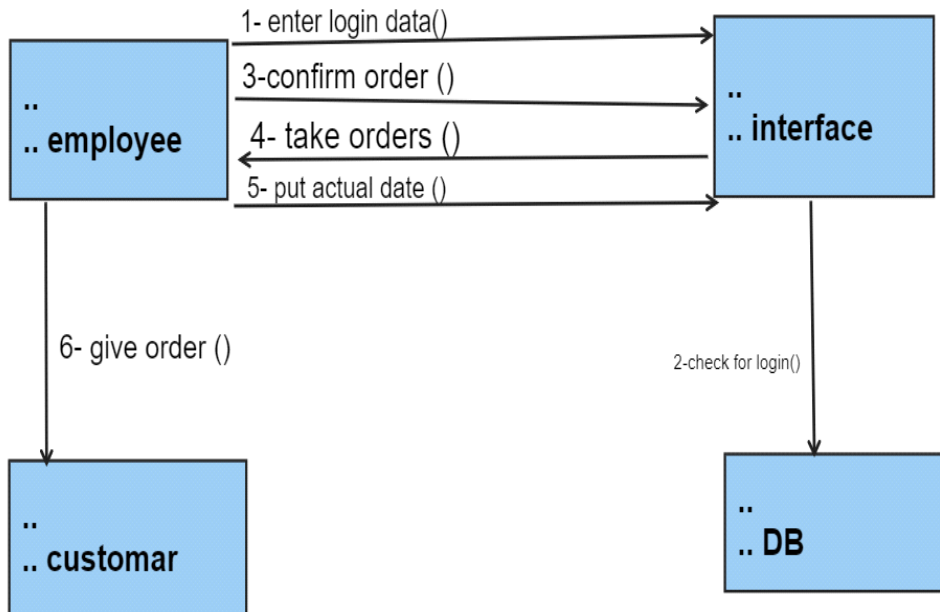 1- enter login data()
..
.. employee
3-confirm order ()
4- take orders ()
5- put actual date ()
..
.. interface
6- give order ()
2-check for login()
..
.. customar
..
.. DB